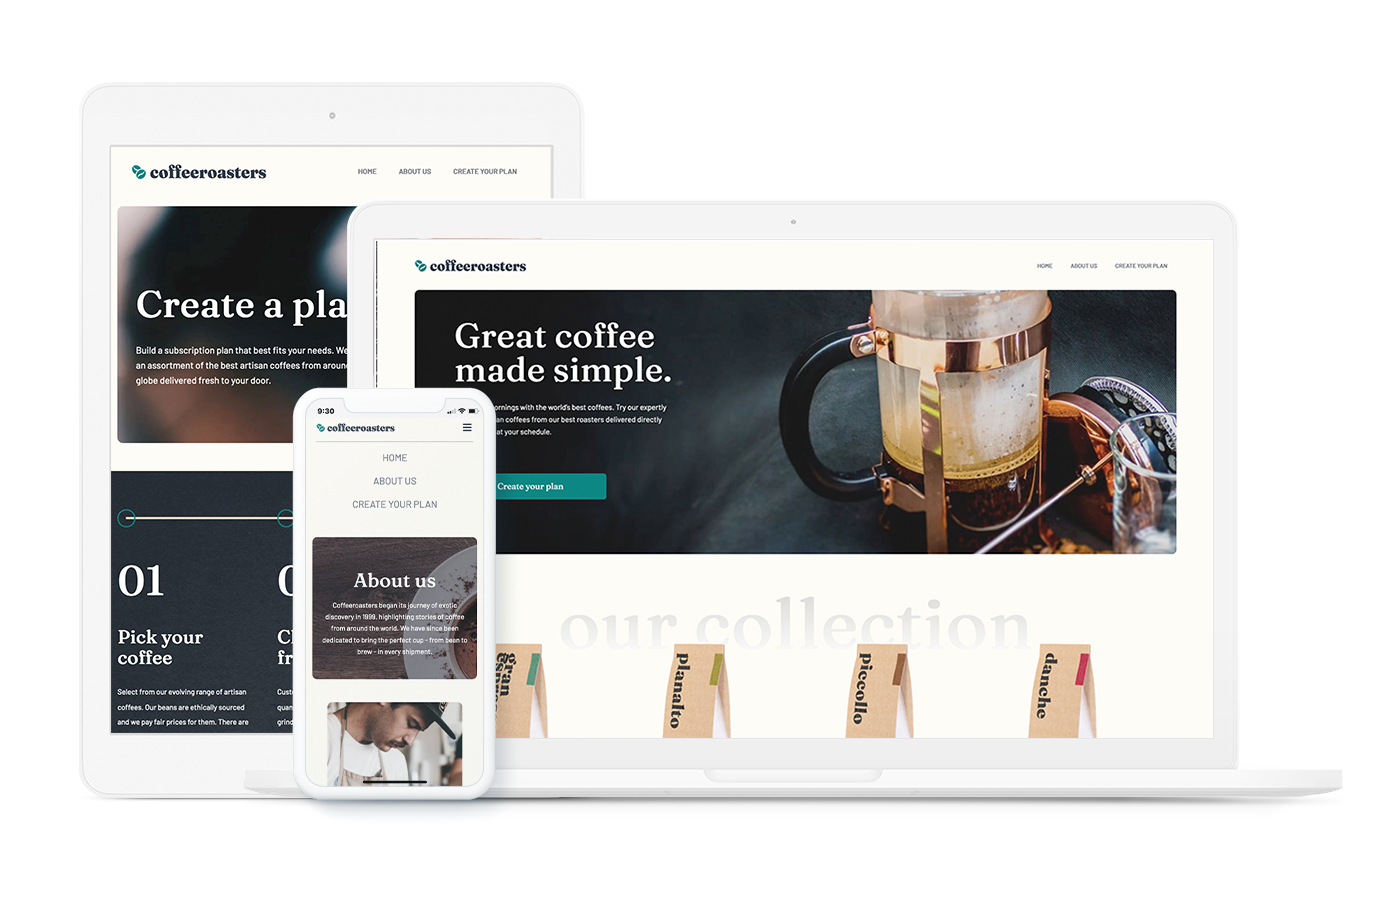 coffeeroasters
HOME ABOUT US CREATE YOUR PLAN
Create a pla
Build a subscription plan that best fits your needs. We
an assortment of the best artisan coffees from aroun
globe delivered fresh to your door.
01
Pick your
coffee
Select from our evolving range of artisan
coffees. Our beans are ethically sourced
and we pay fair prices for them. There are
0
C
fr
Custo
quan
grind
9:30
coffeeroasters
HOME
ABOUT US
CREATE YOUR PLAN
About us
Coffeeroasters began its journey of exotic
discovery in 1999, highlighting stories of coffee
from around the world. We have since been
dedicated to bring the perfect cup - from bean to
brew - in every shipment.
coffeeroasters
HOME ABOUT US CREATE YOUR PLAN
Great coffee
made simple.
ornings with the world's best coffees. Try our expertly
an coffees from our best roasters delivered directly
at your schedule.
Create your plan
our collection
gran
planalto
piccollo
danche